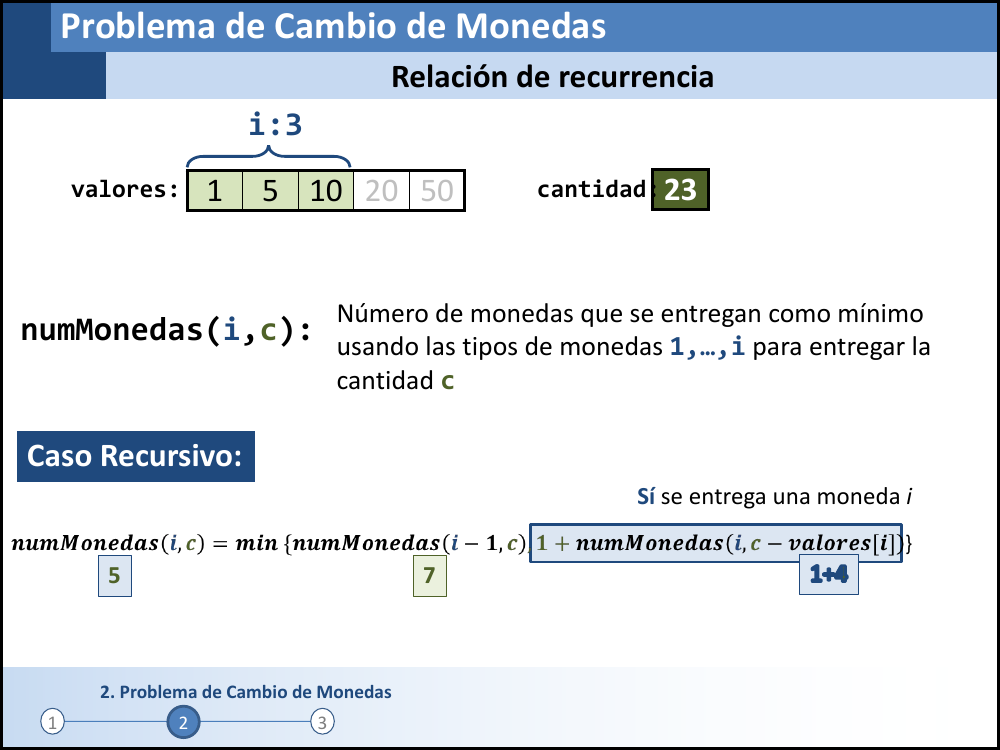 Problema de Cambio de Monedas
Relación de recurrencia
i:3
valores: 1 5 10 20 50 cantidad: 23
numMonedas(i,c):
Número de monedas que se entregan como mínimo
usando las tipos de monedas 1,…,i para entregar la
cantidad c
Caso Recursivo:
Sí se entrega una moneda i
numMonedas(i,c) = min {numMonedas(i − 1,c), 1 + numMonedas(i,c − valores[i])}
5 7 1+4
2. Problema de Cambio de Monedas
1 2 3